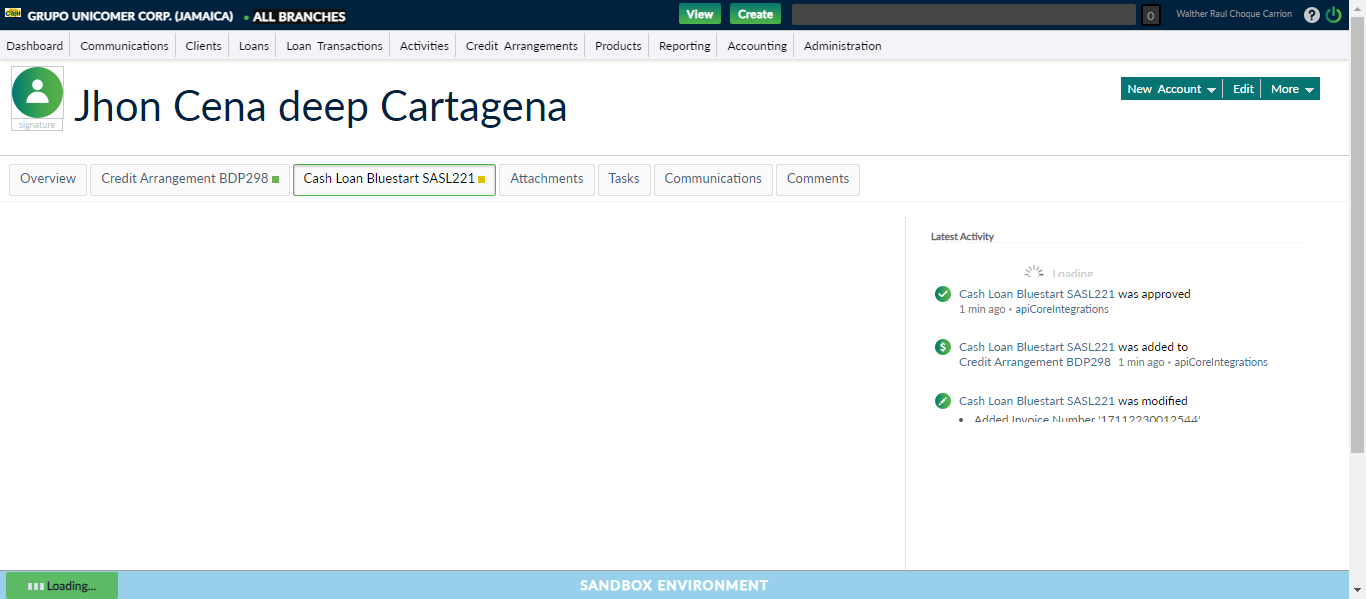 GRUPO UNICOMER CORP. (JAMAICA) • ALL BRANCHES View Create 0 Walther Raul Choque Carrion ?
Dashboard Communications Clients Loans Loan Transactions Activities Credit Arrangements Products Reporting Accounting Administration
signature
Jhon Cena deep Cartagena
New Account Edit More
Overview Credit Arrangement BDP298 Cash Loan Bluestart SASL221 Attachments Tasks Communications Comments
Latest Activity
Loading
Cash Loan Bluestart SASL221 was approved
1 min ago • apiCoreIntegrations
$ Cash Loan Bluestart SASL221 was added to
Credit Arrangement BDP298 1 min ago • apiCoreIntegrations
Cash Loan Bluestart SASL221 was modified
• Added Invoice Number '17112230012544'
Loading... SANDBOX ENVIRONMENT